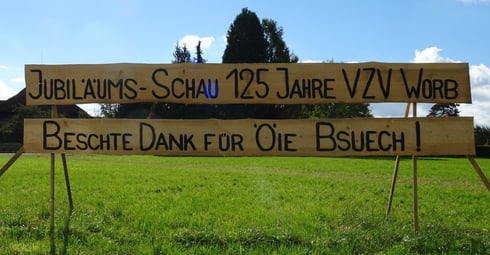 JUBILÄUMS-SCHAU 125 JAHRE VZV WORB
BESCHTE DANK FÜR ÖIE BSUECH !